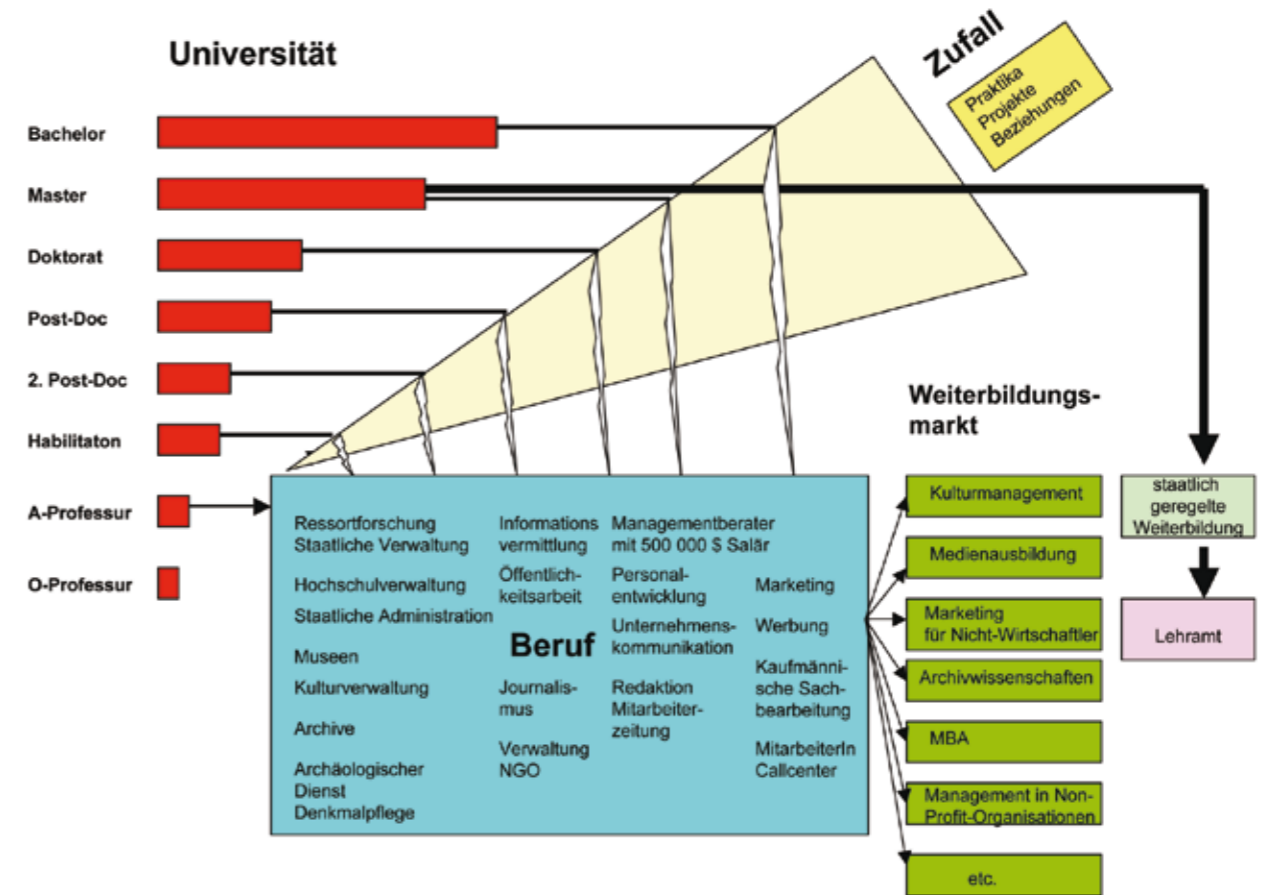 Universität
Zufall
Praktika
Projekte
Beziehungen
Bachelor
Master
Doktorat
Post-Doc
2. Post-Doc
Habilitaton
A-Professur
O-Professur
Ressortforschung
Staatliche Verwaltung
Hochschulverwaltung
Staatliche Administration
Museen
Kulturverwaltung
Archive
Archäologischer
Dienst
Denkmalpflege
Informations
vermittlung
Öffentlich-
keitsarbeit
Beruf
Journalis-
mus
Verwaltung
NGO
Managementberater
mit 500 000 $ Salär
Personal-
entwicklung
Unternehmens-
kommunikation
Redaktion
Mitarbeiter-
zeitung
Marketing
Werbung
Kaufmänni-
sche Sach-
bearbeitung
MitarbeiterIn
Callcenter
Weiterbildungs-
markt
Kulturmanagement
Medienausbildung
Marketing
für Nicht-Wirtschaftler
Archivwissenschaften
MBA
Management in Non-
Profit-Organisationen
etc.
staatlich
geregelte
Weiterbildung
Lehramt